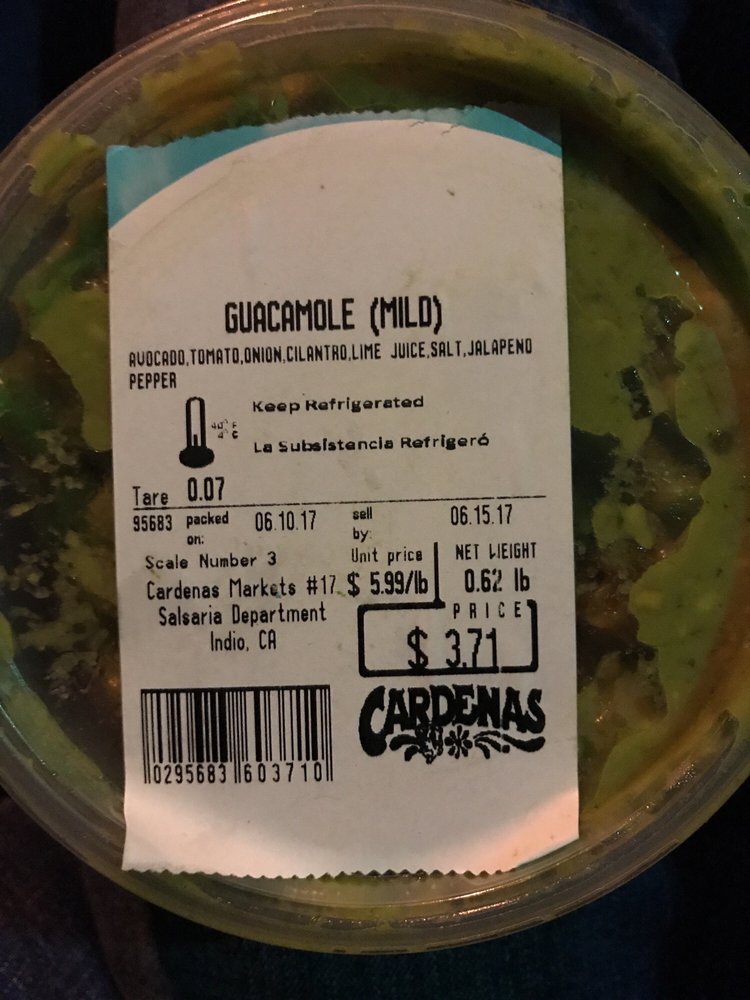 GUACAMOLE (MILD)
AVOCADO,TOMATO,ONION,CILANTRO,LIME JUICE,SALT,JALAPENO
PEPPER
Keep Refrigerated
40° F
4° C
La Subsistencia Refrigeró
Tare 0.07
95683 packed on: 06.10.17 sell by: 06.15.17
Scale Number 3
Unit price NET WEIGHT
Cardenas Markets #17 $ 5.99/lb 0.62 lb
Salsaria Department
PRICE
Indio, CA
$ 3.71
CARDENAS
0295683 603710